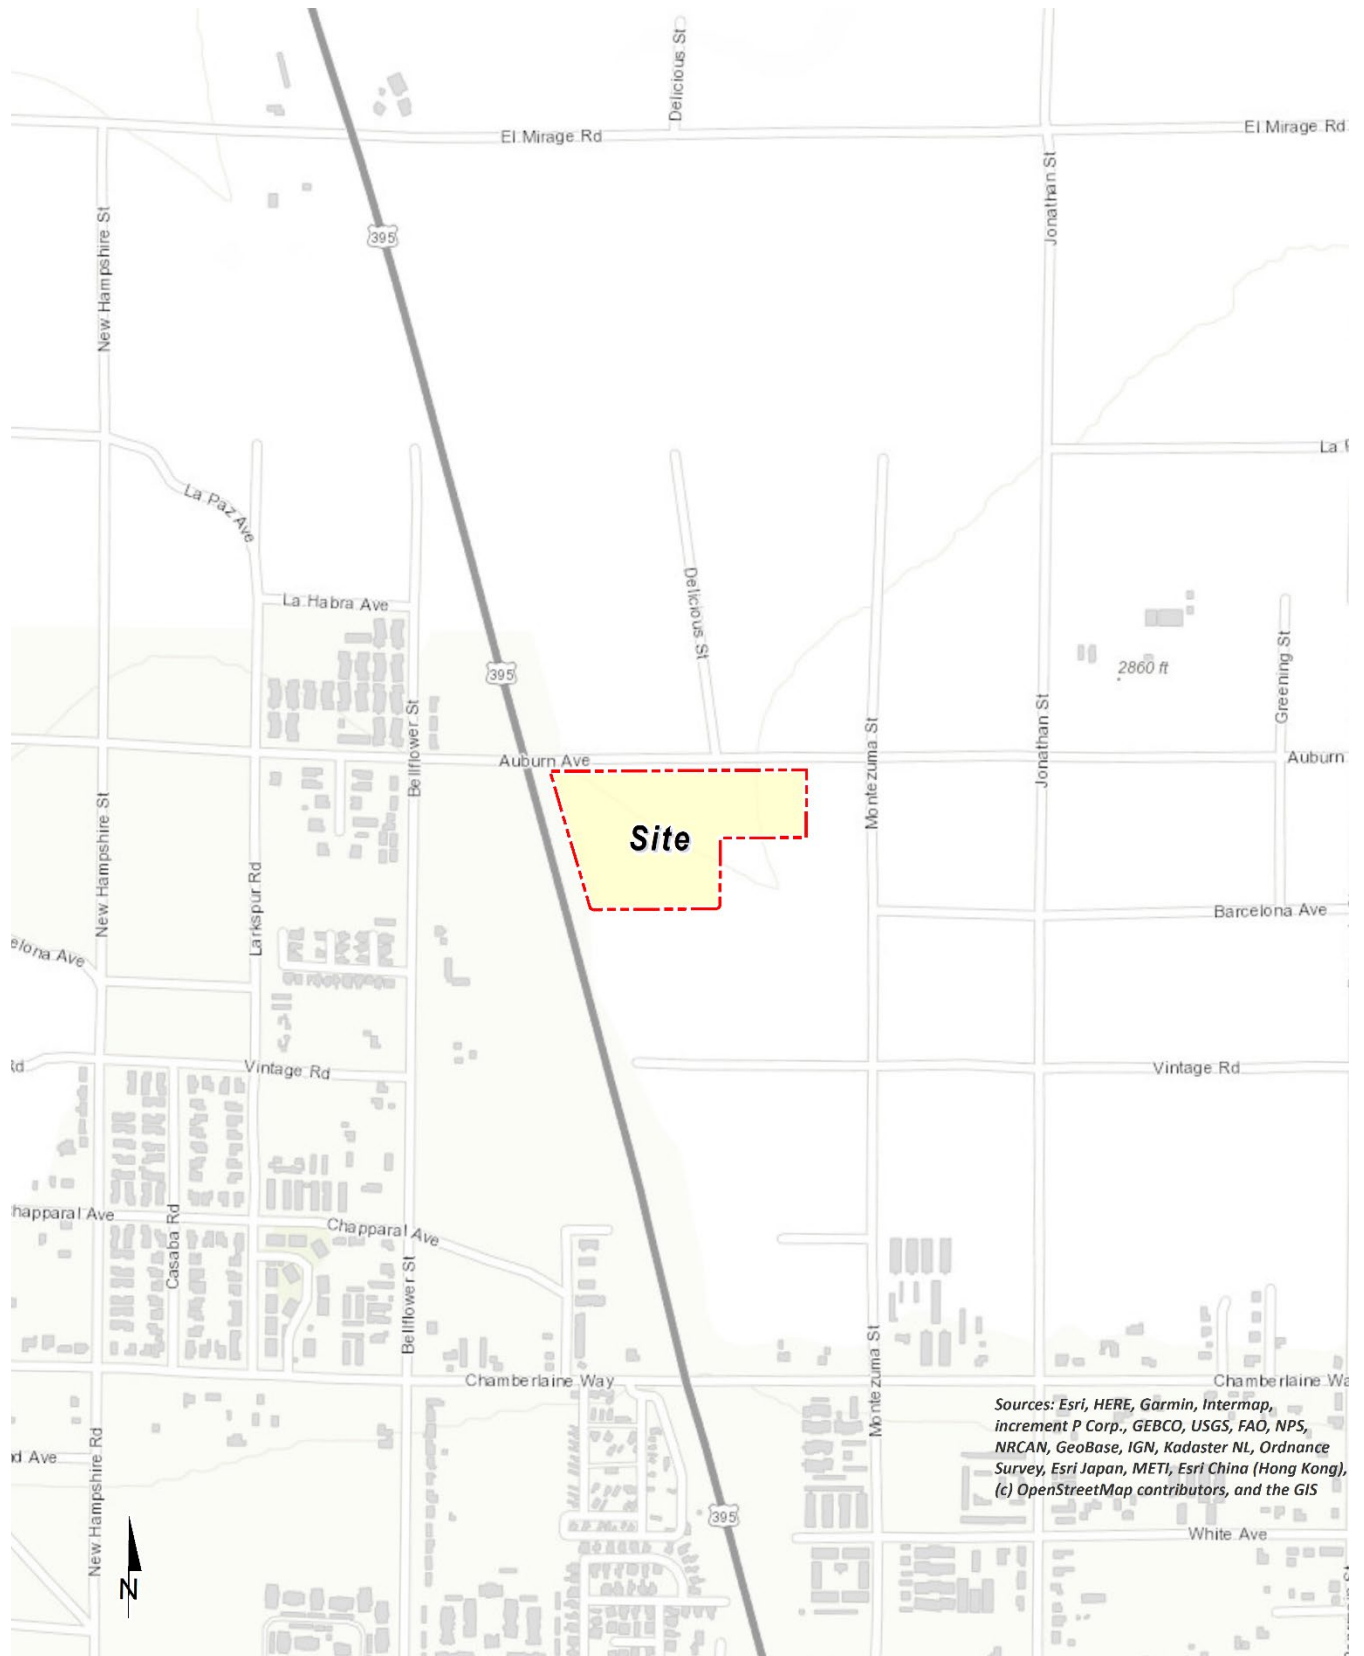 Delicious St
El Mirage Rd
El Mirage Rd
Jonathan St
New Hampshire St
395
La Paz Ave
La
La Habra Ave
Delicious St
395
2860 ft
Greening St
Bellflower St
Montezuma St
Jonathan St
Auburn Ave
Auburn
New Hampshire St
Site
Larkspur Rd
Barcelona Ave
elona Ave
Vintage Rd
Vintage Rd
Rd
happaral Ave
Casaba Rd
Chapparal Ave
Bellflower St
Montezuma St
Chamberlaine Way
Chamberlaine Wa
Sources: Esri, HERE, Garmin, Intermap,
increment P Corp., GEBCO, USGS, FAO, NPS,
NRCAN, GeoBase, IGN, Kadaster NL, Ordnance
Survey, Esri Japan, METI, Esri China (Hong Kong),
(c) OpenStreetMap contributors, and the GIS
d Ave
New Hampshire Rd
395
White Ave
N